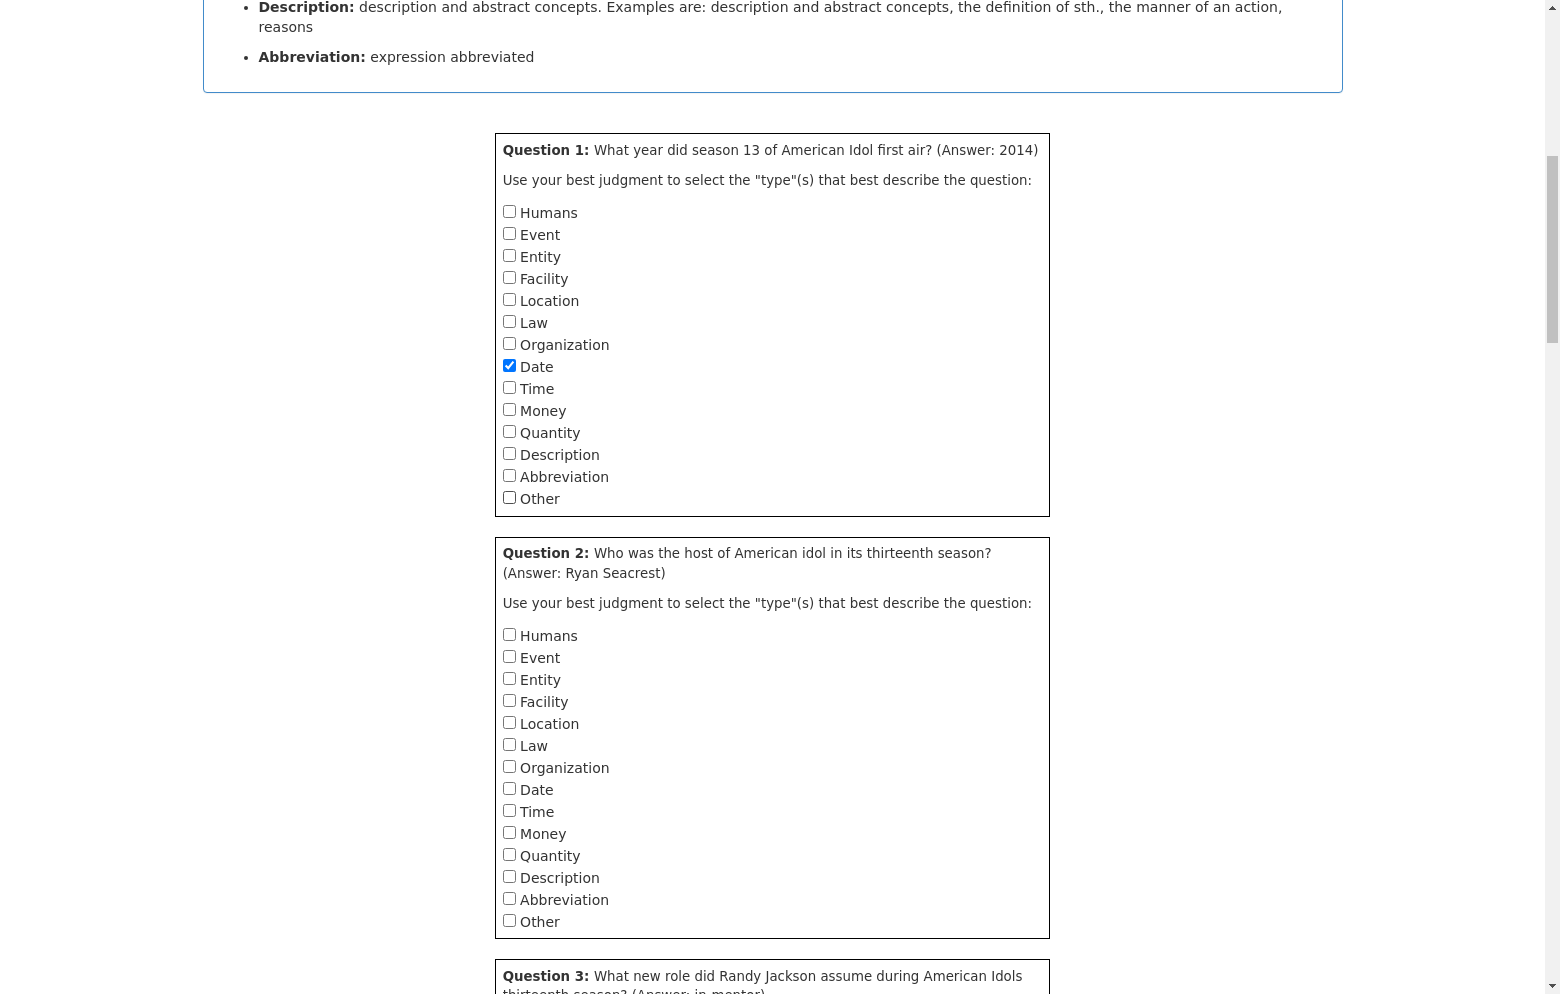 Description: description and abstract concepts. Examples are: description and abstract concepts, the definition of sth., the manner of an action,
reasons
Abbreviation: expression abbreviated
Question 1: What year did season 13 of American Idol first air? (Answer: 2014)
Use your best judgment to select the "type"(s) that best describe the question:
Humans
Event
Entity
Facility
Location
Law
Organization
Date
Time
Money
Quantity
Description
Abbreviation
Other
Question 2: Who was the host of American idol in its thirteenth season?
(Answer: Ryan Seacrest)
Use your best judgment to select the "type"(s) that best describe the question:
Humans
Event
Entity
Facility
Location
Law
Organization
Date
Time
Money
Quantity
Description
Abbreviation
Other
Question 3: What new role did Randy Jackson assume during American Idols
thirteenth season? (Answer: in-mentor)